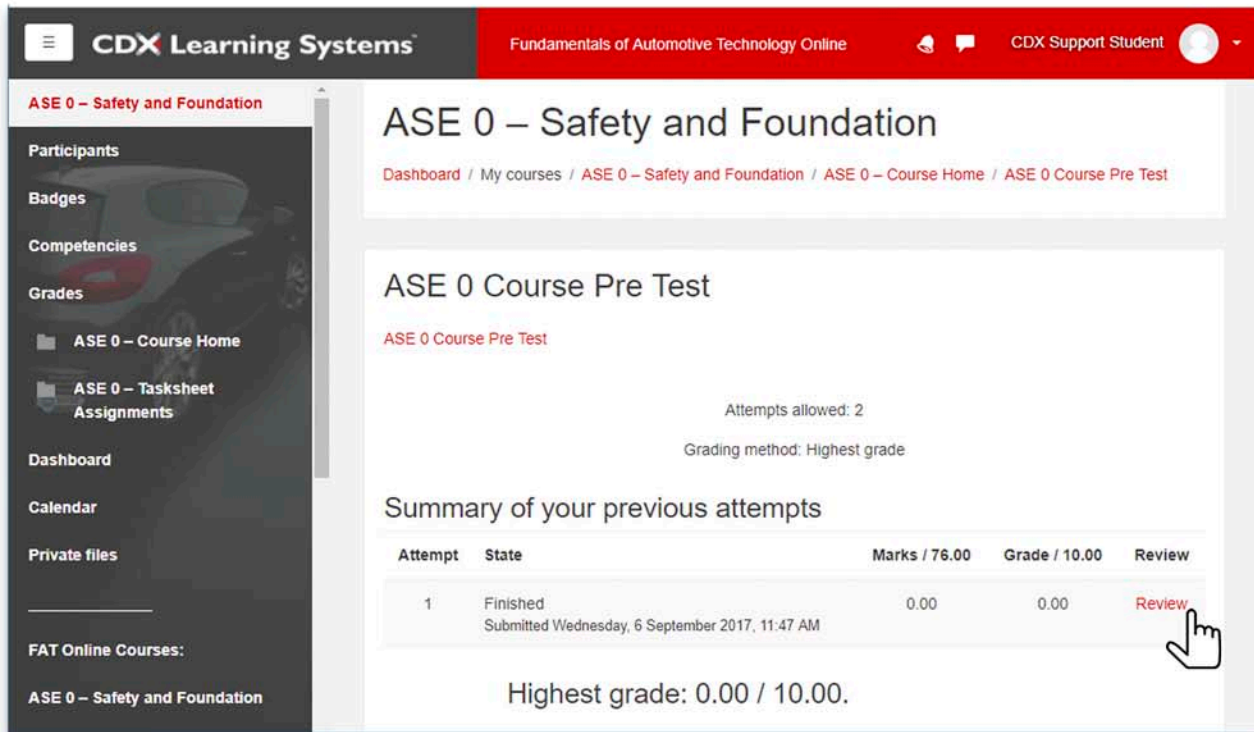 CDX Learning Systems
Fundamentals of Automotive Technology Online
CDX Support Student
ASE 0 – Safety and Foundation
Participants
Badges
Competencies
Grades
ASE 0 – Course Home
ASE 0 – Tasksheet
Assignments
Dashboard
Calendar
Private files
FAT Online Courses:
ASE 0 – Safety and Foundation
ASE 0 – Safety and Foundation
Dashboard / My courses / ASE 0 – Safety and Foundation / ASE 0 – Course Home / ASE 0 Course Pre Test
ASE 0 Course Pre Test
ASE 0 Course Pre Test
Attempts allowed: 2
Grading method: Highest grade
Summary of your previous attempts
Attempt State Marks / 76.00 Grade / 10.00 Review
1 Finished 0.00 0.00 Review
Submitted Wednesday, 6 September 2017, 11:47 AM
Highest grade: 0.00 / 10.00.